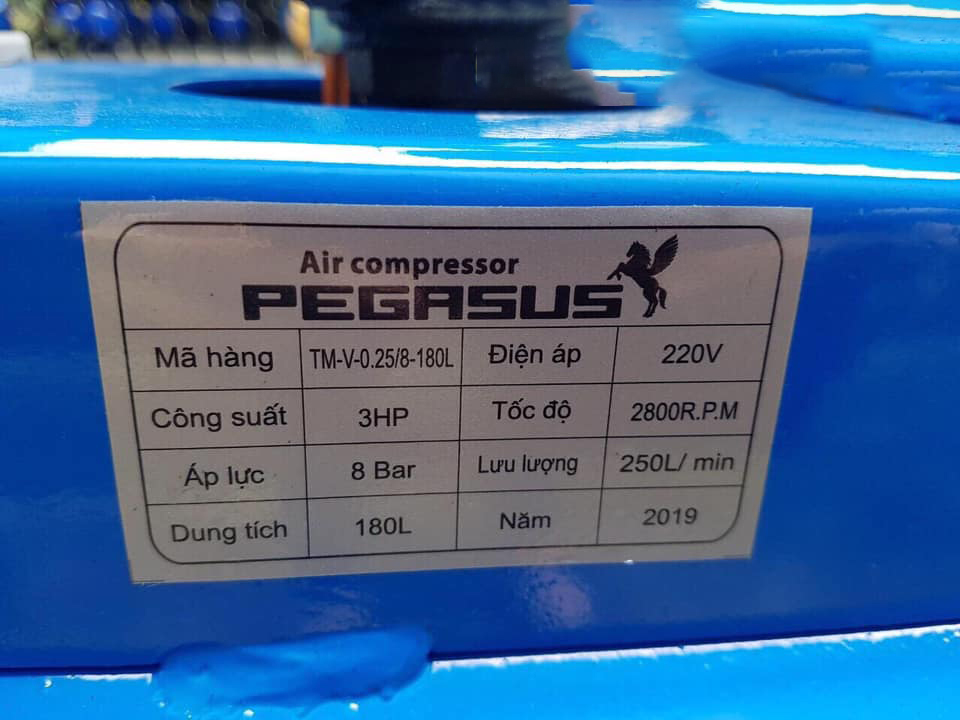 Air compressor
PEGASUS
Mã hàng TM-V-0.25/8-180L Điện áp 220V
Công suất 3HP Tốc độ 2800R.P.M
Áp lực 8 Bar Lưu lượng 250L/ min
Dung tích 180L Năm 2019